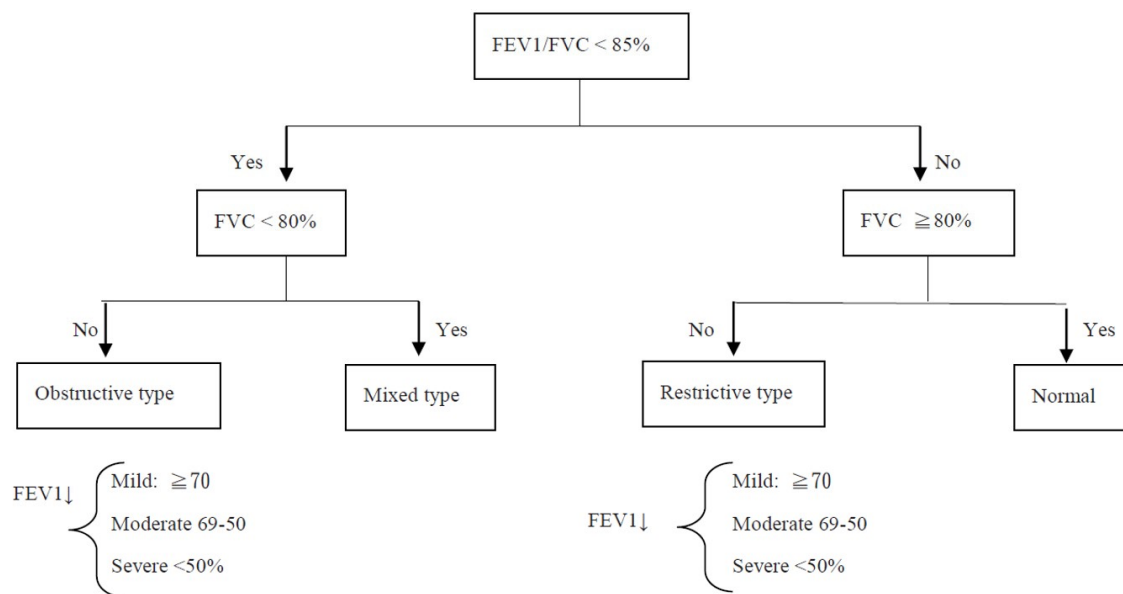 FEV1/FVC < 85%
Yes
No
FVC < 80%
FVC ≧80%
No
Yes
No
Yes
Obstructive type
Mixed type
Restrictive type
Normal
FEV1↓
Mild: ≧70
Moderate 69-50
Severe <50%
FEV1↓
Mild: ≧70
Moderate 69-50
Severe <50%